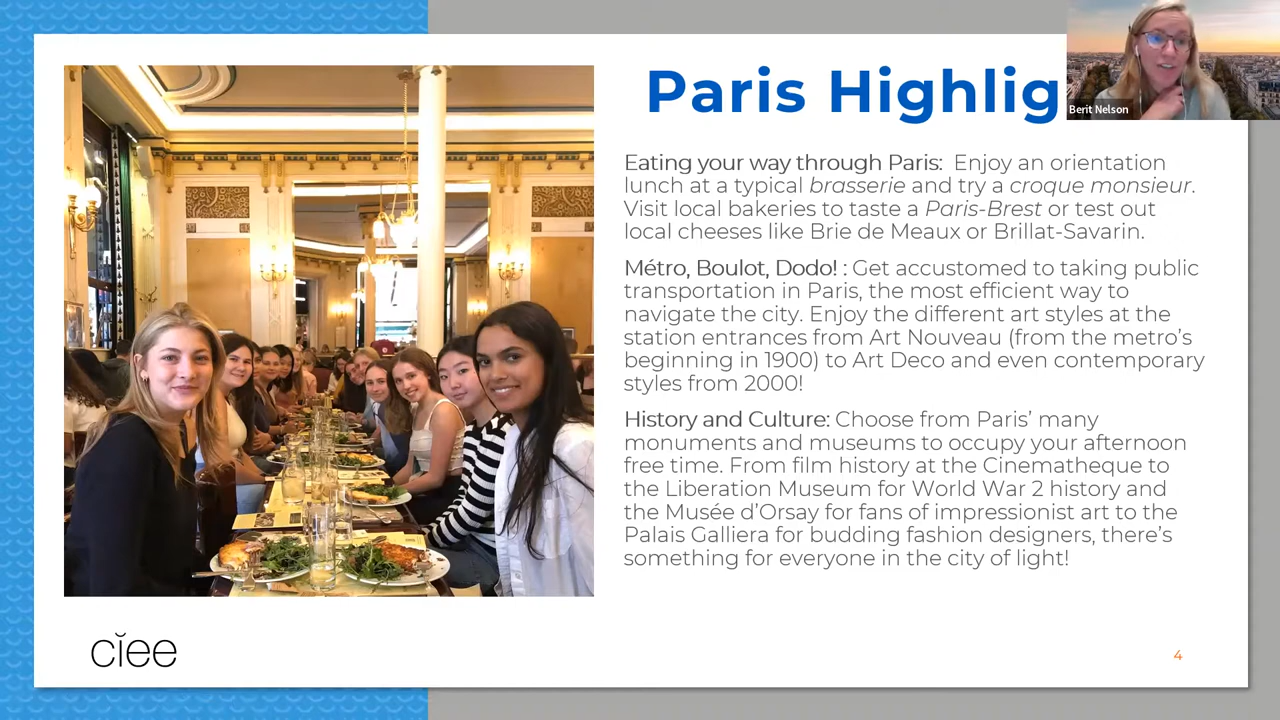 Paris Highlig
Berit Nelson
Eating your way through Paris: Enjoy an orientation
lunch at a typical brasserie and try a croque monsieur.
Visit local bakeries to taste a Paris-Brest or test out
local cheeses like Brie de Meaux or Brillat-Savarin.
Métro, Boulot, Dodo! : Get accustomed to taking public
transportation in Paris, the most efficient way to
navigate the city. Enjoy the different art styles at the
station entrances from Art Nouveau (from the metro’s
beginning in 1900) to Art Deco and even contemporary
styles from 2000!
History and Culture: Choose from Paris’ many
monuments and museums to occupy your afternoon
free time. From film history at the Cinematheque to
the Liberation Museum for World War 2 history and
the Musée d’Orsay for fans of impressionist art to the
Palais Galliera for budding fashion designers, there’s
something for everyone in the city of light!
ciee
4